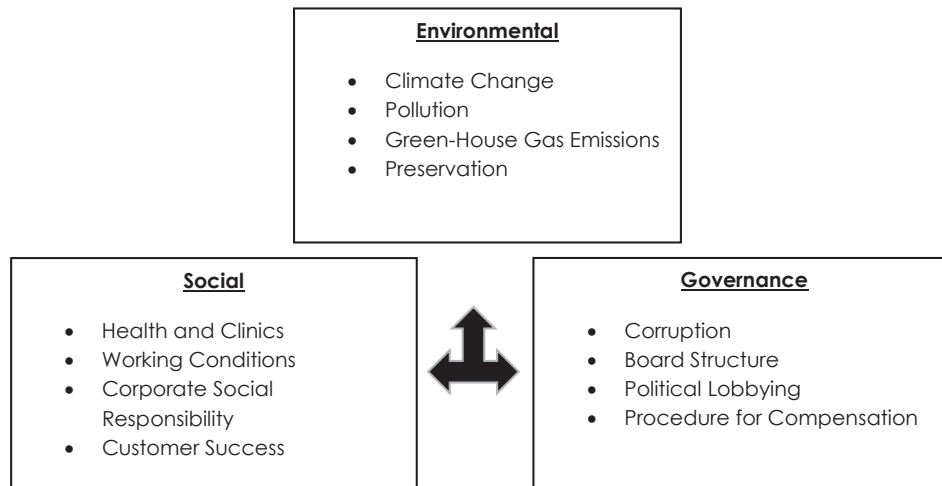 Environmental
• Climate Change
• Pollution
• Green-House Gas Emissions
• Preservation
Social
• Health and Clinics
• Working Conditions
• Corporate Social
Responsibility
• Customer Success
Governance
• Corruption
• Board Structure
• Political Lobbying
• Procedure for Compensation